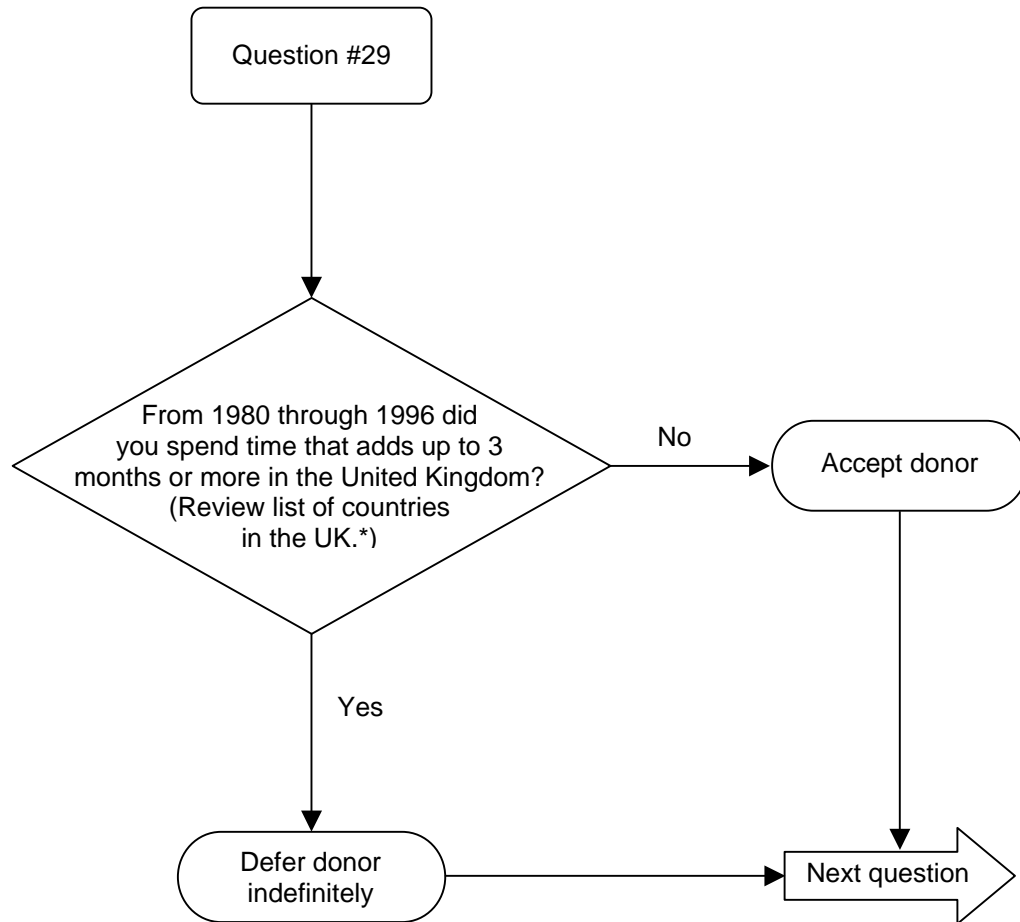 Question #29
From 1980 through 1996 did
you spend time that adds up to 3
months or more in the United Kingdom?
(Review list of countries
in the UK.*)
No
Accept donor
Yes
Defer donor
indefinitely
Next question